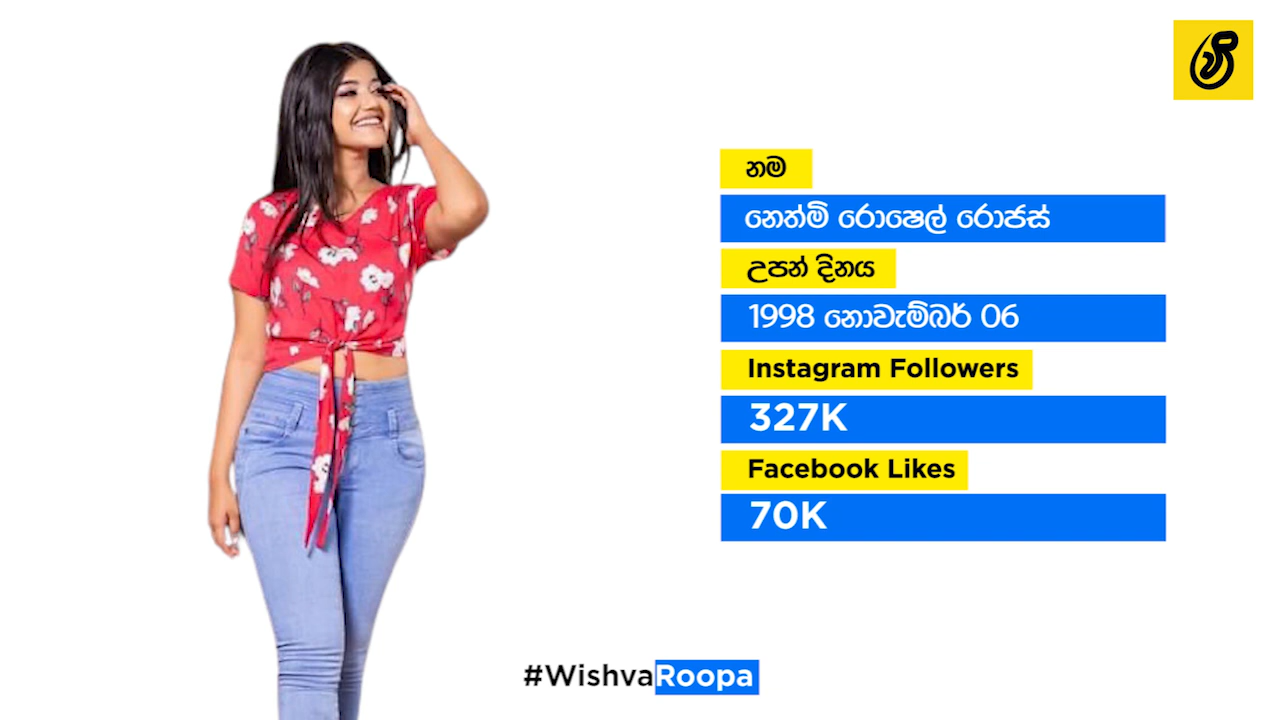 නම
නෙත්මි රොෂෙල් රොජස්
උපන් දිනය
1998 නොවැම්බර් 06
Instagram Followers
327K
Facebook Likes
70K
#WishvaRoopa